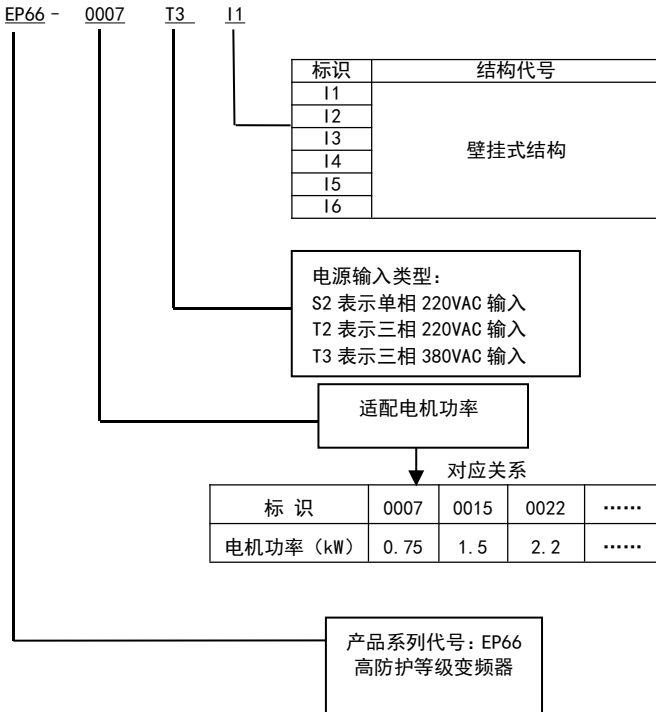 EP66- 0007 T3 I1
标识 结构代号
I1
I2
I3
I4
I5
I6
壁挂式结构
电源输入类型:
S2 表示单相 220VAC 输入
T2 表示三相 220VAC 输入
T3 表示三相 380VAC 输入
适配电机功率
对应关系
标 识 0007 0015 0022 ……
电机功率（kW） 0.75 1.5 2.2 ……
产品系列代号:EP66
高防护等级变频器